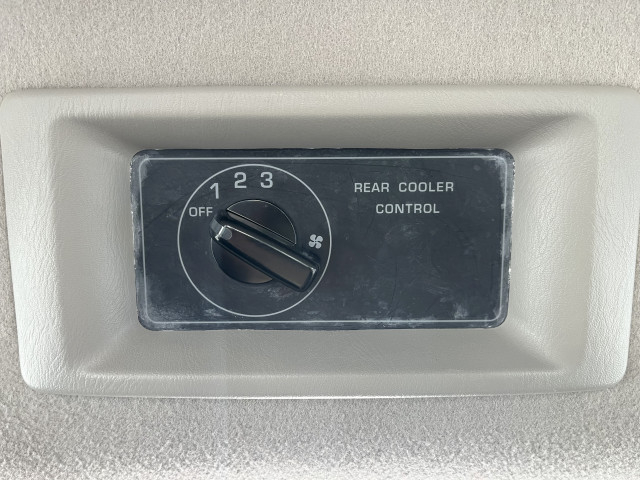 OFF 1 2 3
REAR COOLER
CONTROL